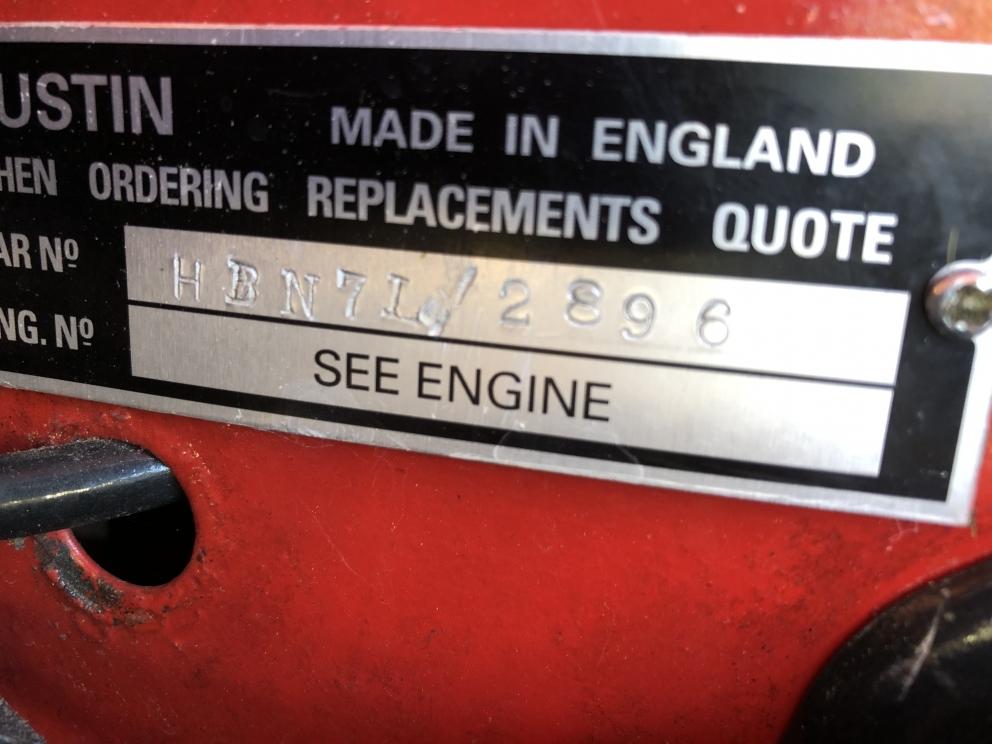 USTIN
MADE IN ENGLAND
HEN ORDERING REPLACEMENTS QUOTE
AR Nº HBN7L/2896
NG. Nº SEE ENGINE